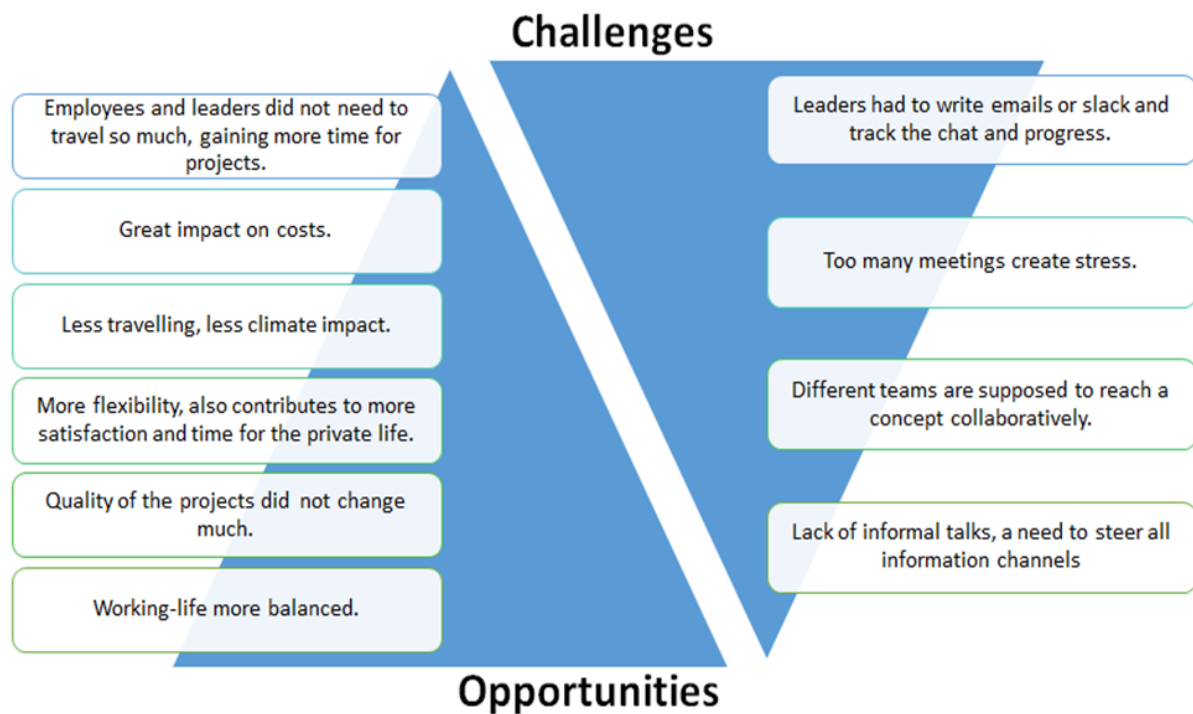 Challenges
Employees and leaders did not need to
travel so much, gaining more time for
projects.
Great impact on costs.
Less travelling, less climate impact.
More flexibility, also contributes to more
satisfaction and time for the private life.
Quality of the projects did not change
much.
Working-life more balanced.
Leaders had to write emails or slack and
track the chat and progress.
Too many meetings create stress.
Different teams are supposed to reach a
concept collaboratively.
Lack of informal talks, a need to steer all
information channels
Opportunities